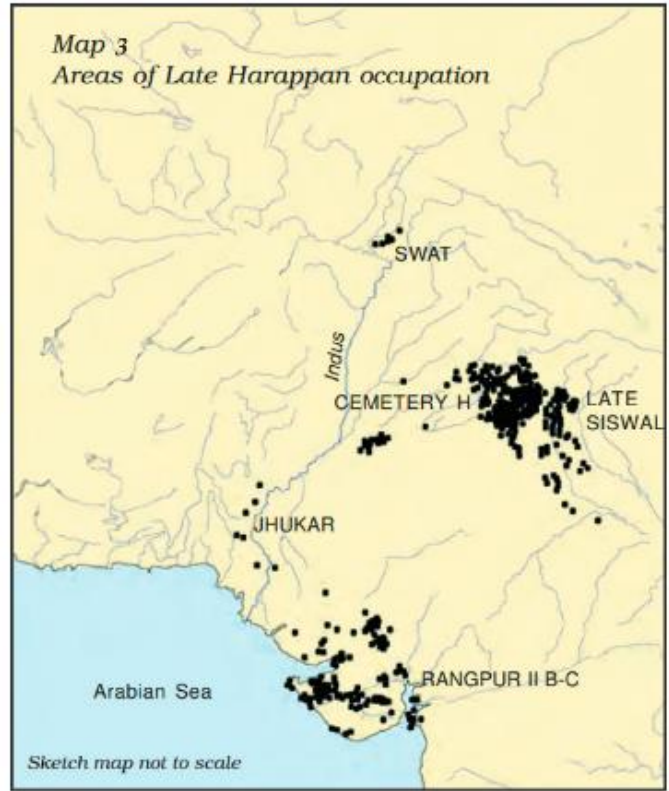 Map 3
Areas of Late Harappan occupation
SWAT
Indus
CEMETERY H
LATE
SISWAL
JHUKAR
RANGPUR II B-C
Arabian Sea
Sketch map not to scale